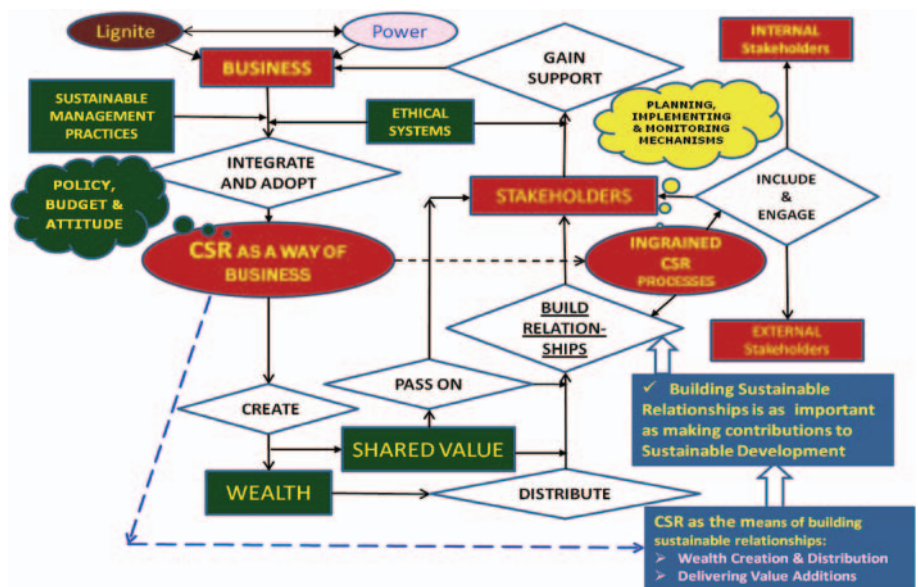 Lignite
Power
BUSINESS
GAIN
SUPPORT
INTERNAL
Stakeholders
SUSTAINABLE
MANAGEMENT
PRACTICES
ETHICAL
SYSTEMS
PLANNING,
IMPLEMENTING
& MONITORING
MECHANISMS
INTEGRATE
AND ADOPT
POLICY,
BUDGET &
ATTITUDE
STAKEHOLDERS
INCLUDE
&
ENGAGE
CSR AS A WAY OF
BUSINESS
INGRAINED
CSR
PROCESSES
BUILD
RELATION-
SHIPS
EXTERNAL
Stakeholders
PASS ON
CREATE
✓ Building Sustainable
Relationships is as important
as making contributions to
Sustainable Development
SHARED VALUE
WEALTH
DISTRIBUTE
CSR as the means of building
sustainable relationships:
➢ Wealth Creation & Distribution
➢ Delivering Value Additions